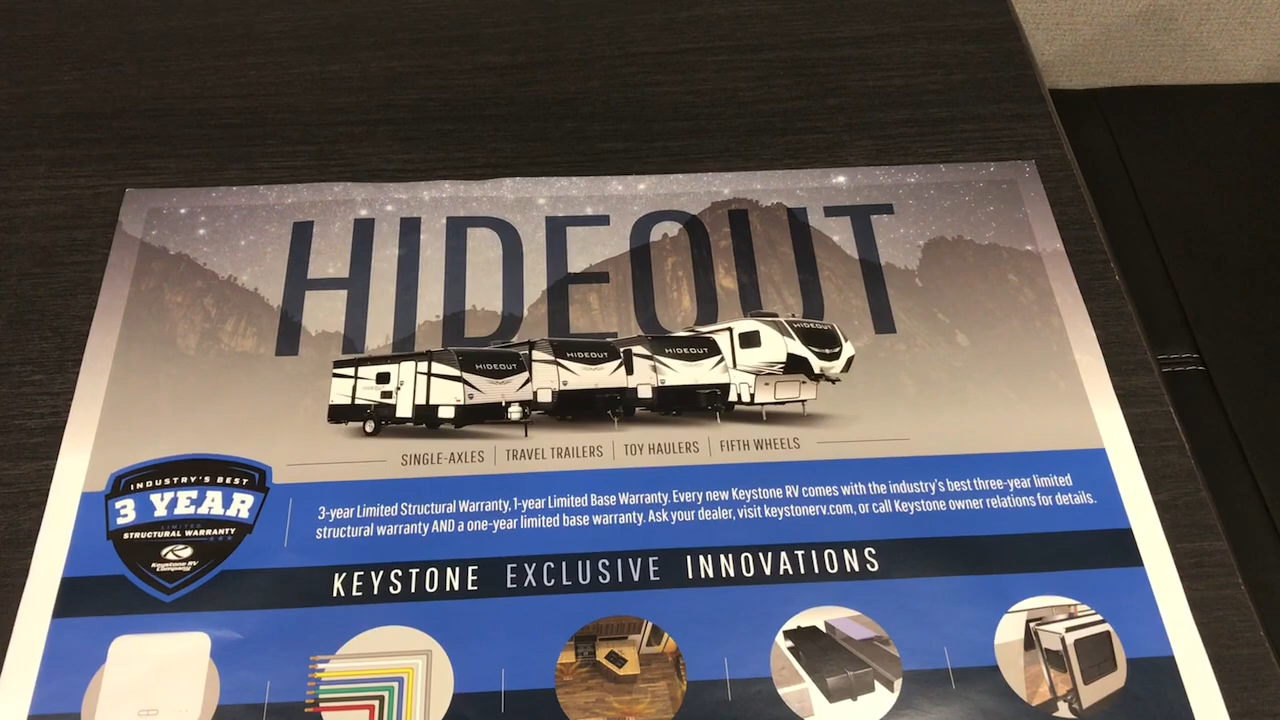 HIDEOUT
HIDEOUT
HIDEOUT
HIDEOUT
HIDEOUT
SINGLE-AXLES | TRAVEL TRAILERS | TOY HAULERS | FIFTH WHEELS
INDUSTRY'S BEST
3 YEAR
LIMITED
STRUCTURAL WARRANTY
Keystone RV
Company
3-year Limited Structural Warranty, 1-year Limited Base Warranty. Every new Keystone RV comes with the industry's best three-year limited
structural warranty AND a one-year limited base warranty. Ask your dealer, visit keystonerv.com, or call Keystone owner relations for details.
KEYSTONE EXCLUSIVE INNOVATIONS